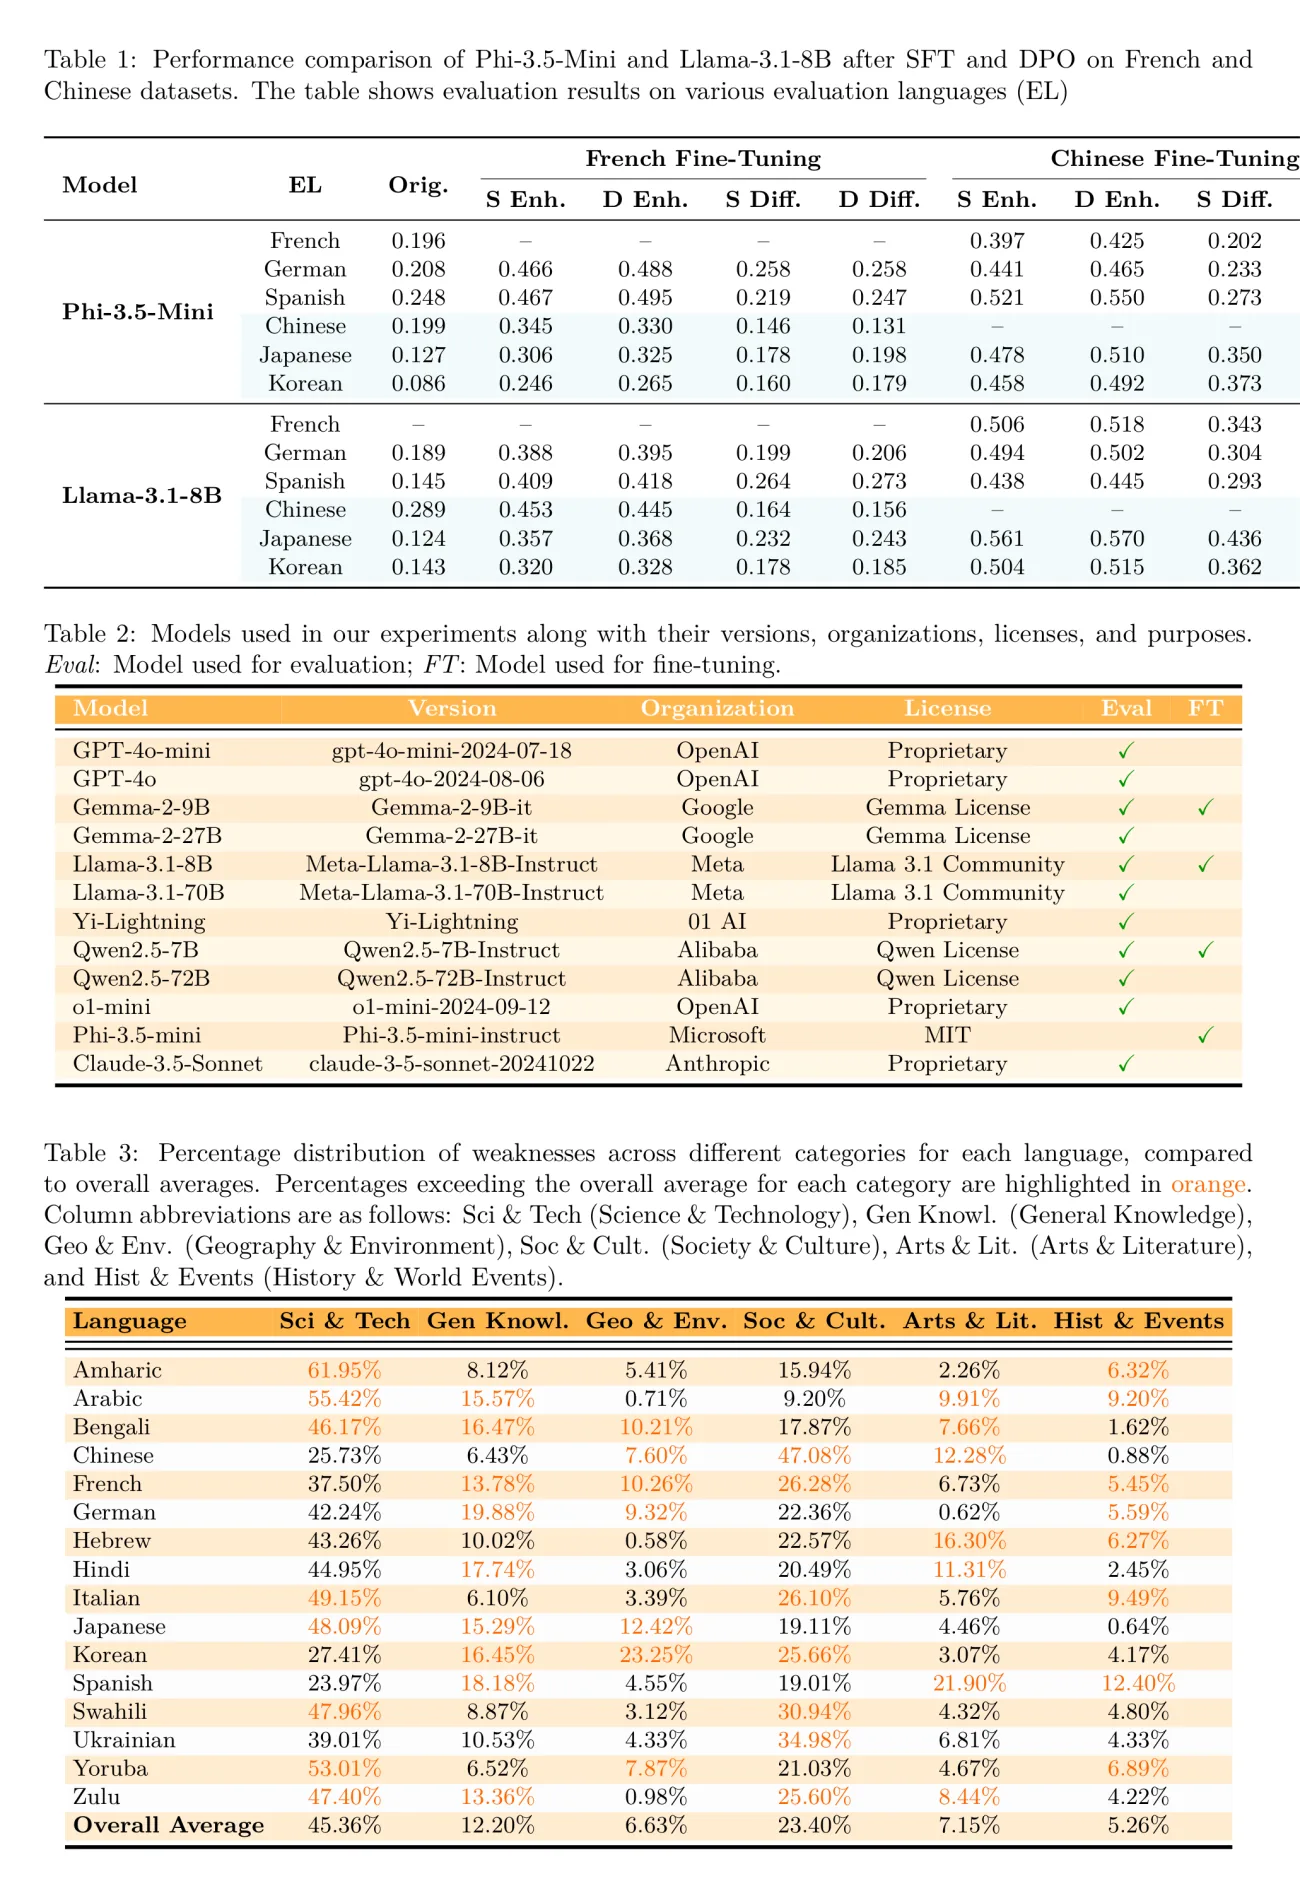 Table 1: Performance comparison of Phi-3.5-Mini and Llama-3.1-8B after SFT and DPO on French and
Chinese datasets. The table shows evaluation results on various evaluation languages (EL)
Model EL Orig. French Fine-Tuning Chinese Fine-Tuning
S Enh. D Enh. S Diff. D Diff. S Enh. D Enh. S Diff.
Phi-3.5-Mini
French 0.196 – – – – 0.397 0.425 0.202
German 0.208 0.466 0.488 0.258 0.258 0.441 0.465 0.233
Spanish 0.248 0.467 0.495 0.219 0.247 0.521 0.550 0.273
Chinese 0.199 0.345 0.330 0.146 0.131 – – –
Japanese 0.127 0.306 0.325 0.178 0.198 0.478 0.510 0.350
Korean 0.086 0.246 0.265 0.160 0.179 0.458 0.492 0.373
Llama-3.1-8B
French – – – – – 0.506 0.518 0.343
German 0.189 0.388 0.395 0.199 0.206 0.494 0.502 0.304
Spanish 0.145 0.409 0.418 0.264 0.273 0.438 0.445 0.293
Chinese 0.289 0.453 0.445 0.164 0.156 – – –
Japanese 0.124 0.357 0.368 0.232 0.243 0.561 0.570 0.436
Korean 0.143 0.320 0.328 0.178 0.185 0.504 0.515 0.362
Table 2: Models used in our experiments along with their versions, organizations, licenses, and purposes.
Eval: Model used for evaluation; FT: Model used for fine-tuning.
Model Version Organization License Eval FT
GPT-4o-mini gpt-4o-mini-2024-07-18 OpenAI Proprietary ✓
GPT-4o gpt-4o-2024-08-06 OpenAI Proprietary ✓
Gemma-2-9B Gemma-2-9B-it Google Gemma License ✓ ✓
Gemma-2-27B Gemma-2-27B-it Google Gemma License ✓
Llama-3.1-8B Meta-Llama-3.1-8B-Instruct Meta Llama 3.1 Community ✓ ✓
Llama-3.1-70B Meta-Llama-3.1-70B-Instruct Meta Llama 3.1 Community ✓
Yi-Lightning Yi-Lightning 01 AI Proprietary ✓
Qwen2.5-7B Qwen2.5-7B-Instruct Alibaba Qwen License ✓ ✓
Qwen2.5-72B Qwen2.5-72B-Instruct Alibaba Qwen License ✓
o1-mini o1-mini-2024-09-12 OpenAI Proprietary ✓
Phi-3.5-mini Phi-3.5-mini-instruct Microsoft MIT ✓
Claude-3.5-Sonnet claude-3-5-sonnet-20241022 Anthropic Proprietary ✓
Table 3: Percentage distribution of weaknesses across different categories for each language, compared
to overall averages. Percentages exceeding the overall average for each category are highlighted in orange.
Column abbreviations are as follows: Sci & Tech (Science & Technology), Gen Knowl. (General Knowledge),
Geo & Env. (Geography & Environment), Soc & Cult. (Society & Culture), Arts & Lit. (Arts & Literature),
and Hist & Events (History & World Events).
Language Sci & Tech Gen Knowl. Geo & Env. Soc & Cult. Arts & Lit. Hist & Events
Amharic 61.95% 8.12% 5.41% 15.94% 2.26% 6.32%
Arabic 55.42% 15.57% 0.71% 9.20% 9.91% 9.20%
Bengali 46.17% 16.47% 10.21% 17.87% 7.66% 1.62%
Chinese 25.73% 6.43% 7.60% 47.08% 12.28% 0.88%
French 37.50% 13.78% 10.26% 26.28% 6.73% 5.45%
German 42.24% 19.88% 9.32% 22.36% 0.62% 5.59%
Hebrew 43.26% 10.02% 0.58% 22.57% 16.30% 6.27%
Hindi 44.95% 17.74% 3.06% 20.49% 11.31% 2.45%
Italian 49.15% 6.10% 3.39% 26.10% 5.76% 9.49%
Japanese 48.09% 15.29% 12.42% 19.11% 4.46% 0.64%
Korean 27.41% 16.45% 23.25% 25.66% 3.07% 4.17%
Spanish 23.97% 18.18% 4.55% 19.01% 21.90% 12.40%
Swahili 47.96% 8.87% 3.12% 30.94% 4.32% 4.80%
Ukrainian 39.01% 10.53% 4.33% 34.98% 6.81% 4.33%
Yoruba 53.01% 6.52% 7.87% 21.03% 4.67% 6.89%
Zulu 47.40% 13.36% 0.98% 25.60% 8.44% 4.22%
Overall Average 45.36% 12.20% 6.63% 23.40% 7.15% 5.26%